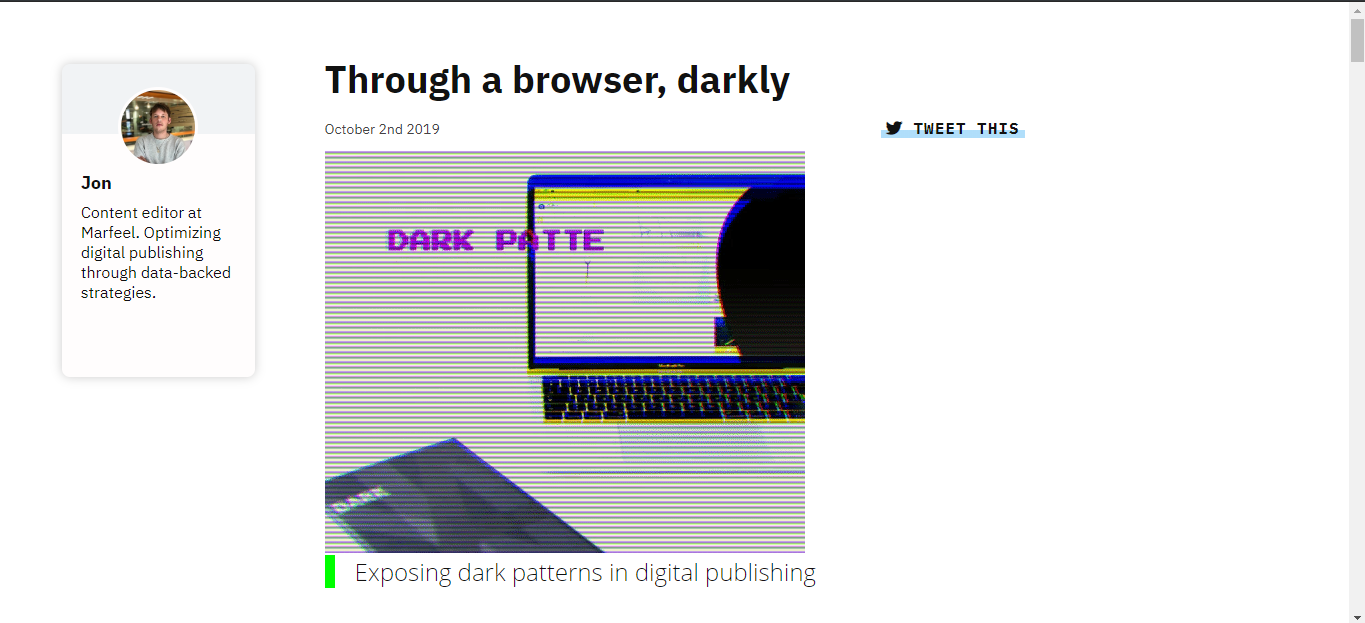 Through a browser, darkly
October 2nd 2019
TWEET THIS
Jon
Content editor at
Marfeel. Optimizing
digital publishing
through data-backed
strategies.
DARK PATTE
DARK
Exposing dark patterns in digital publishing